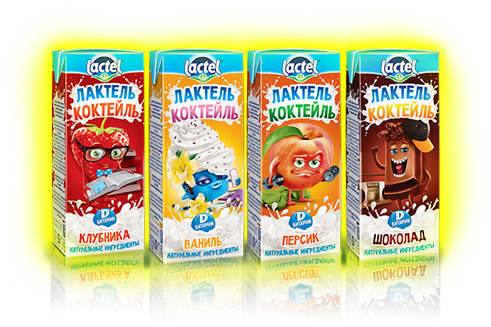 lactel
ЛАКТЕЛЬ
КОКТЕЙЛЬ
D
ВИТАМИН
КЛУБНИКА
НАТУРАЛЬНЫЕ ИНГРЕДИЕНТЫ
lactel
ЛАКТЕЛЬ
КОКТЕЙЛЬ
D
ВИТАМИН
ВАНИЛЬ
НАТУРАЛЬНЫЕ ИНГРЕДИЕНТЫ
lactel
ЛАКТЕЛЬ
КОКТЕЙЛЬ
D
ВИТАМИН
ПЕРСИК
НАТУРАЛЬНЫЕ ИНГРЕДИЕНТЫ
lactel
ЛАКТЕЛЬ
КОКТЕЙЛЬ
D
ВИТАМИН
ШОКОЛАД
НАТУРАЛЬНЫЕ ИНГРЕДИЕНТЫ